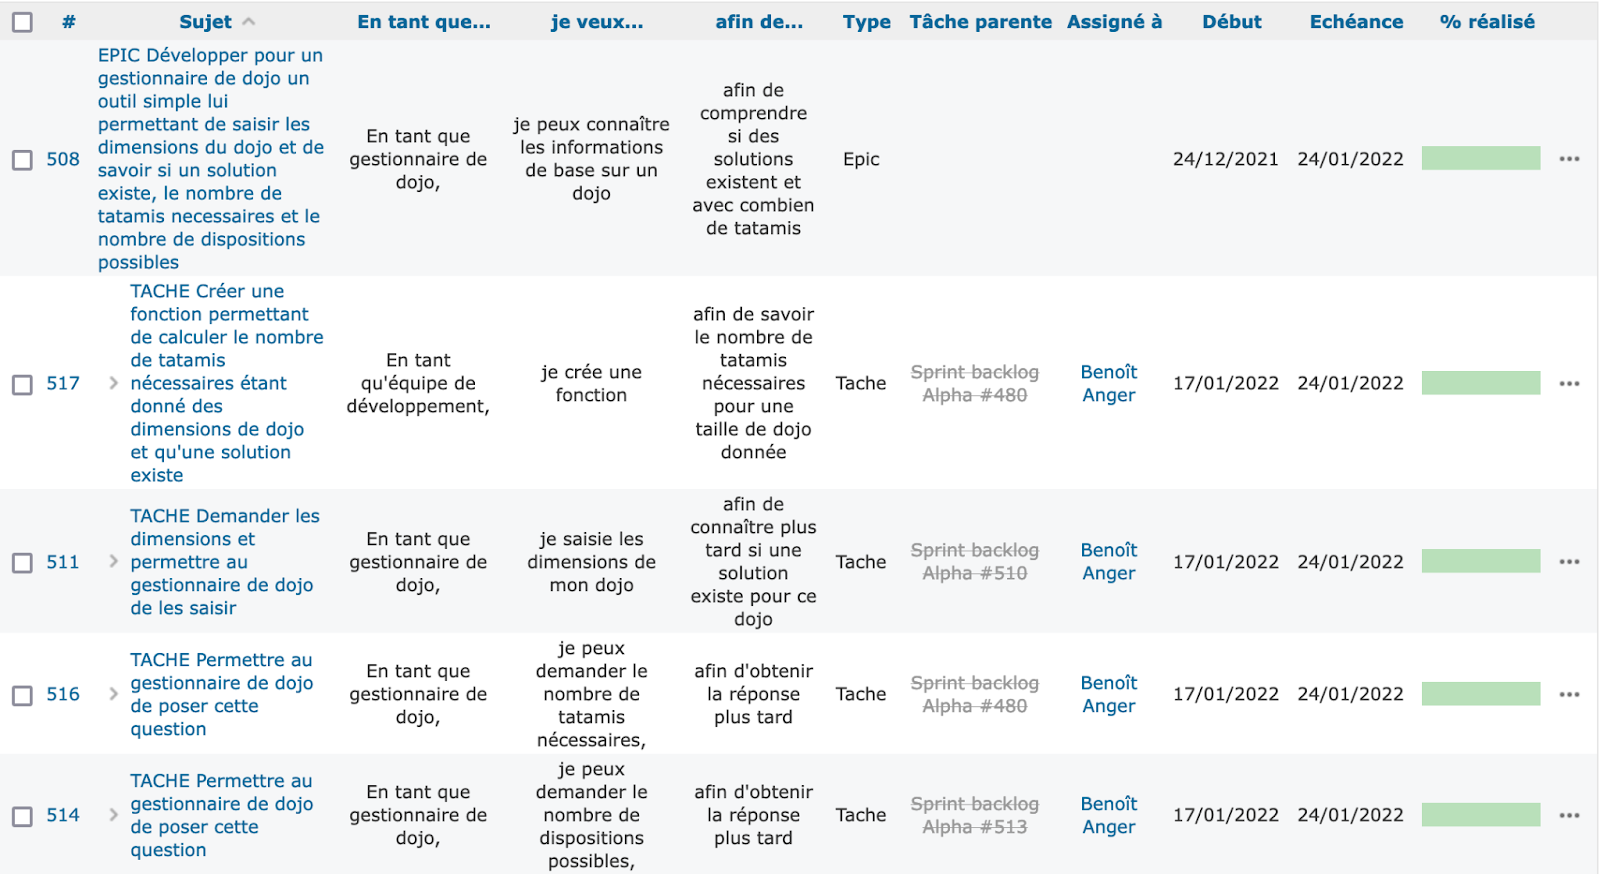 # Sujet En tant que... je veux... afin de... Type Tâche parente Assigné à Début Echéance % réalisé
508
EPIC Développer pour un
gestionnaire de dojo un
outil simple lui
permettant de saisir les
dimensions du dojo et de
savoir si un solution
existe, le nombre de
tatamis necessaires et le
nombre de dispositions
possibles
En tant que
gestionnaire de
dojo,
je peux connaître
les informations
de base sur un
dojo
afin de
comprendre
si des
solutions
existent et
avec combien
de tatamis
Epic
24/12/2021
24/01/2022
517
TACHE Créer une
fonction permettant
de calculer le nombre
de tatamis
nécessaires étant
donné des
dimensions de dojo
et qu'une solution
existe
En tant
qu'équipe de
développement,
je crée une
fonction
afin de savoir
le nombre de
tatamis
nécessaires
pour une
taille de dojo
donnée
Tache
Sprint backlog
Alpha #480
Benoît
Anger
17/01/2022
24/01/2022
511
TACHE Demander les
dimensions et
permettre au
gestionnaire de dojo
de les saisir
En tant que
gestionnaire de
dojo,
je saisie les
dimensions de
mon dojo
afin de
connaître plus
tard si une
solution
existe pour ce
dojo
Tache
Sprint backlog
Alpha #510
Benoît
Anger
17/01/2022
24/01/2022
516
TACHE Permettre au
gestionnaire de dojo
de poser cette
question
En tant que
gestionnaire de
dojo,
je peux
demander le
nombre de
tatamis
nécessaires,
afin d'obtenir
la réponse
plus tard
Tache
Sprint backlog
Alpha #480
Benoît
Anger
17/01/2022
24/01/2022
514
TACHE Permettre au
gestionnaire de dojo
de poser cette
question
En tant que
gestionnaire de
dojo,
je peux
demander le
nombre de
dispositions
possibles,
afin d'obtenir
la réponse
plus tard
Tache
Sprint backlog
Alpha #513
Benoît
Anger
17/01/2022
24/01/2022